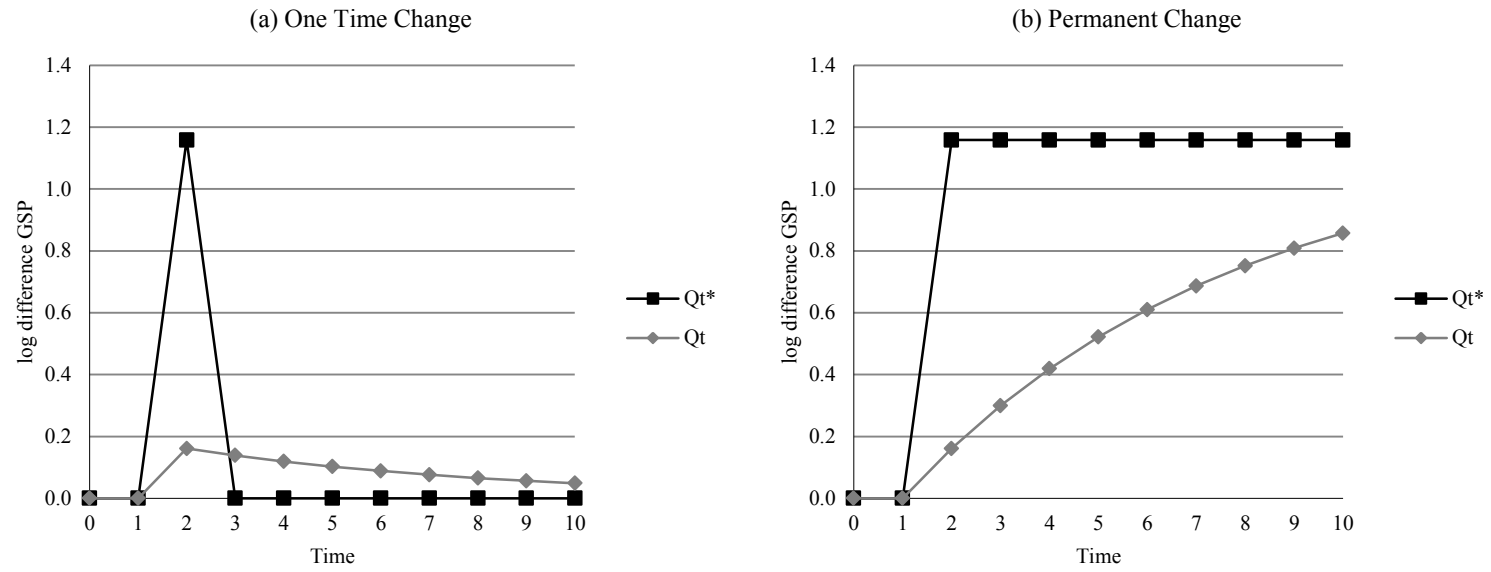 (a) One Time Change
1.4
1.2
1.0
0.8
0.6
0.4
0.2
0.0
0 1 2 3 4 5 6 7 8 9 10
log difference GSP
Time
Qt*
Qt
(b) Permanent Change
1.4
1.2
1.0
0.8
0.6
0.4
0.2
0.0
0 1 2 3 4 5 6 7 8 9 10
log difference GSP
Time
Qt*
Qt